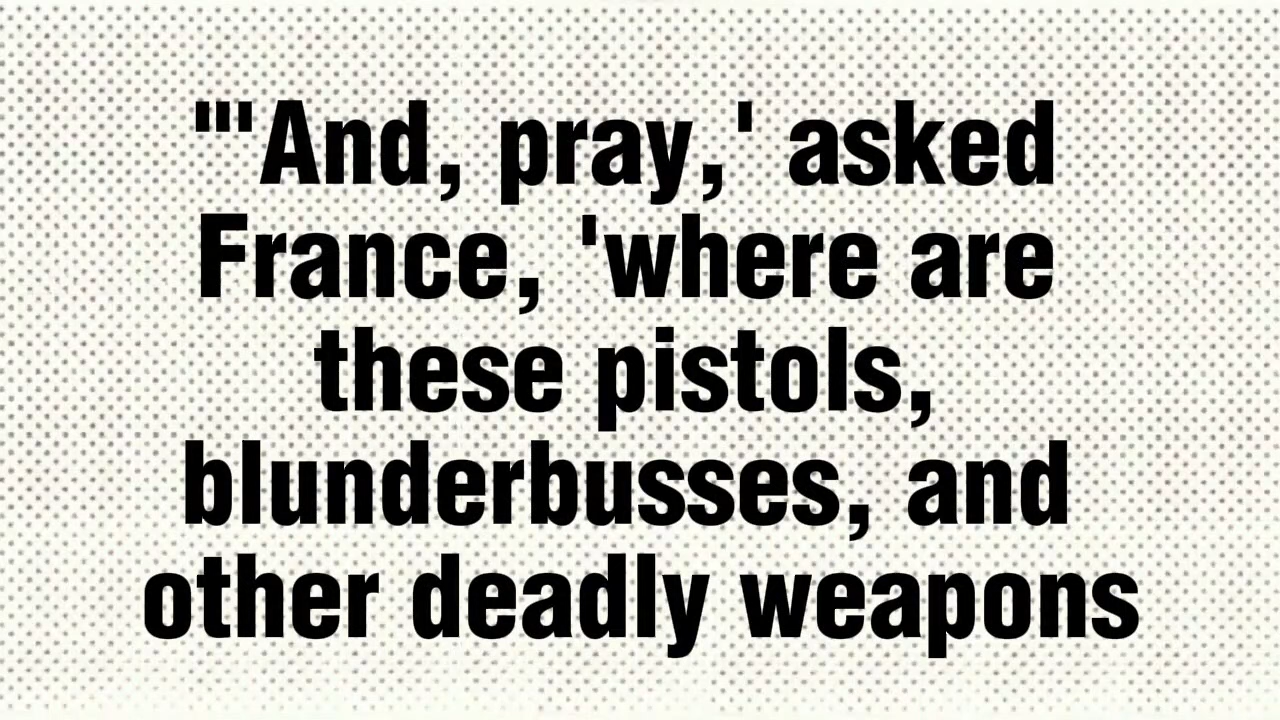 "'And, pray,' asked
France, 'where are
these pistols,
blunderbusses, and
other deadly weapons